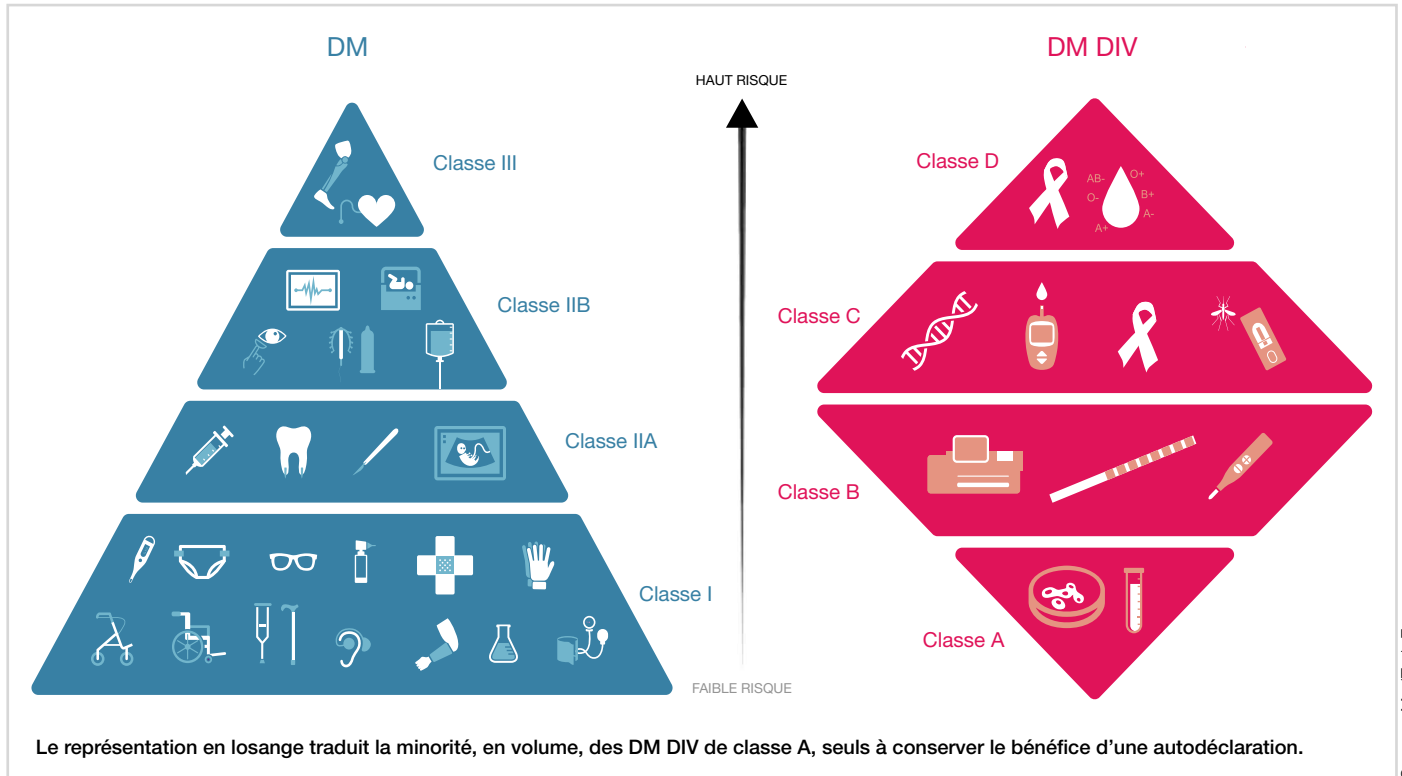 DM
DM DIV
HAUT RISQUE
Classe III
Classe D
AB-
O+
O-
B+
A-
A+
Classe IIB
Classe C
Classe IIA
Classe B
Classe I
Classe A
FAIBLE RISQUE
Le représentation en losange traduit la minorité, en volume, des DM DIV de classe A, seuls à conserver le bénéfice d’une autodéclaration.